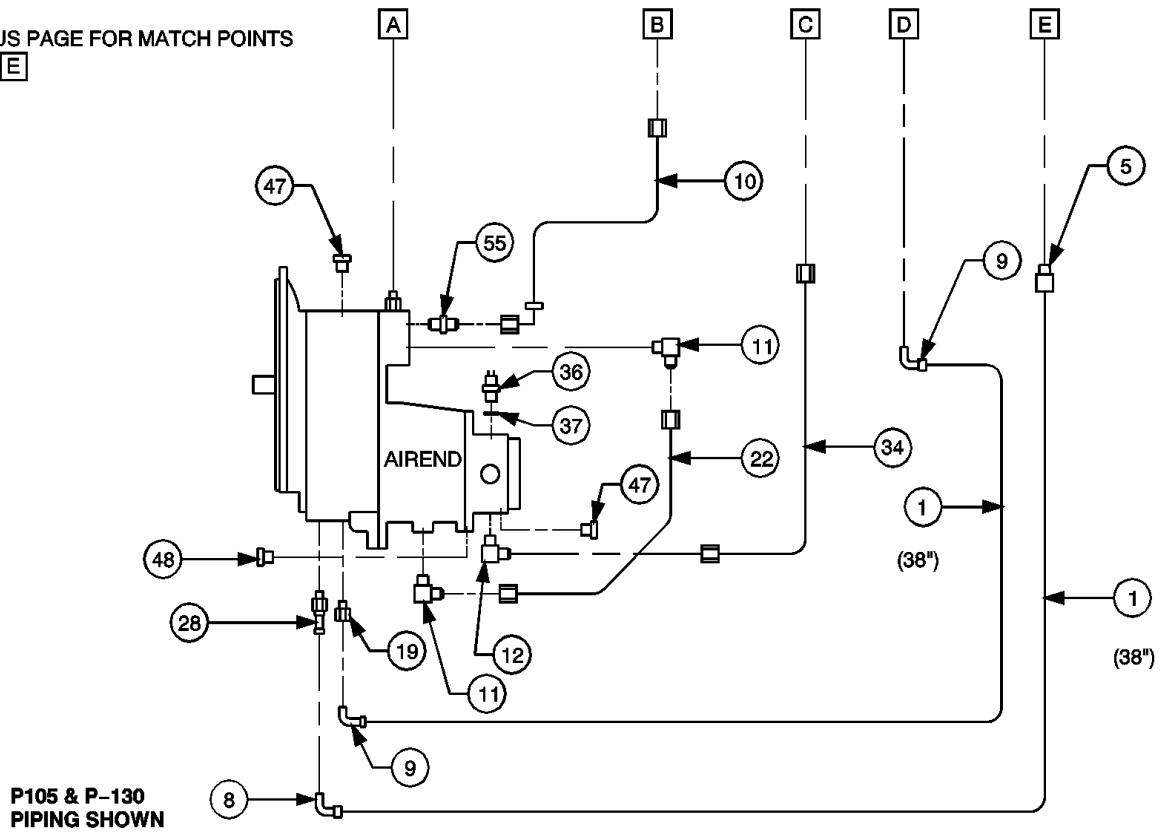 A
B
C
D
E
US PAGE FOR MATCH POINTS
E
5
47
10
55
9
11
36
37
AIREND
22
34
47
1
(38")
48
1
(38")
28
19
12
11
9
8
P105 & P–130
PIPING SHOWN